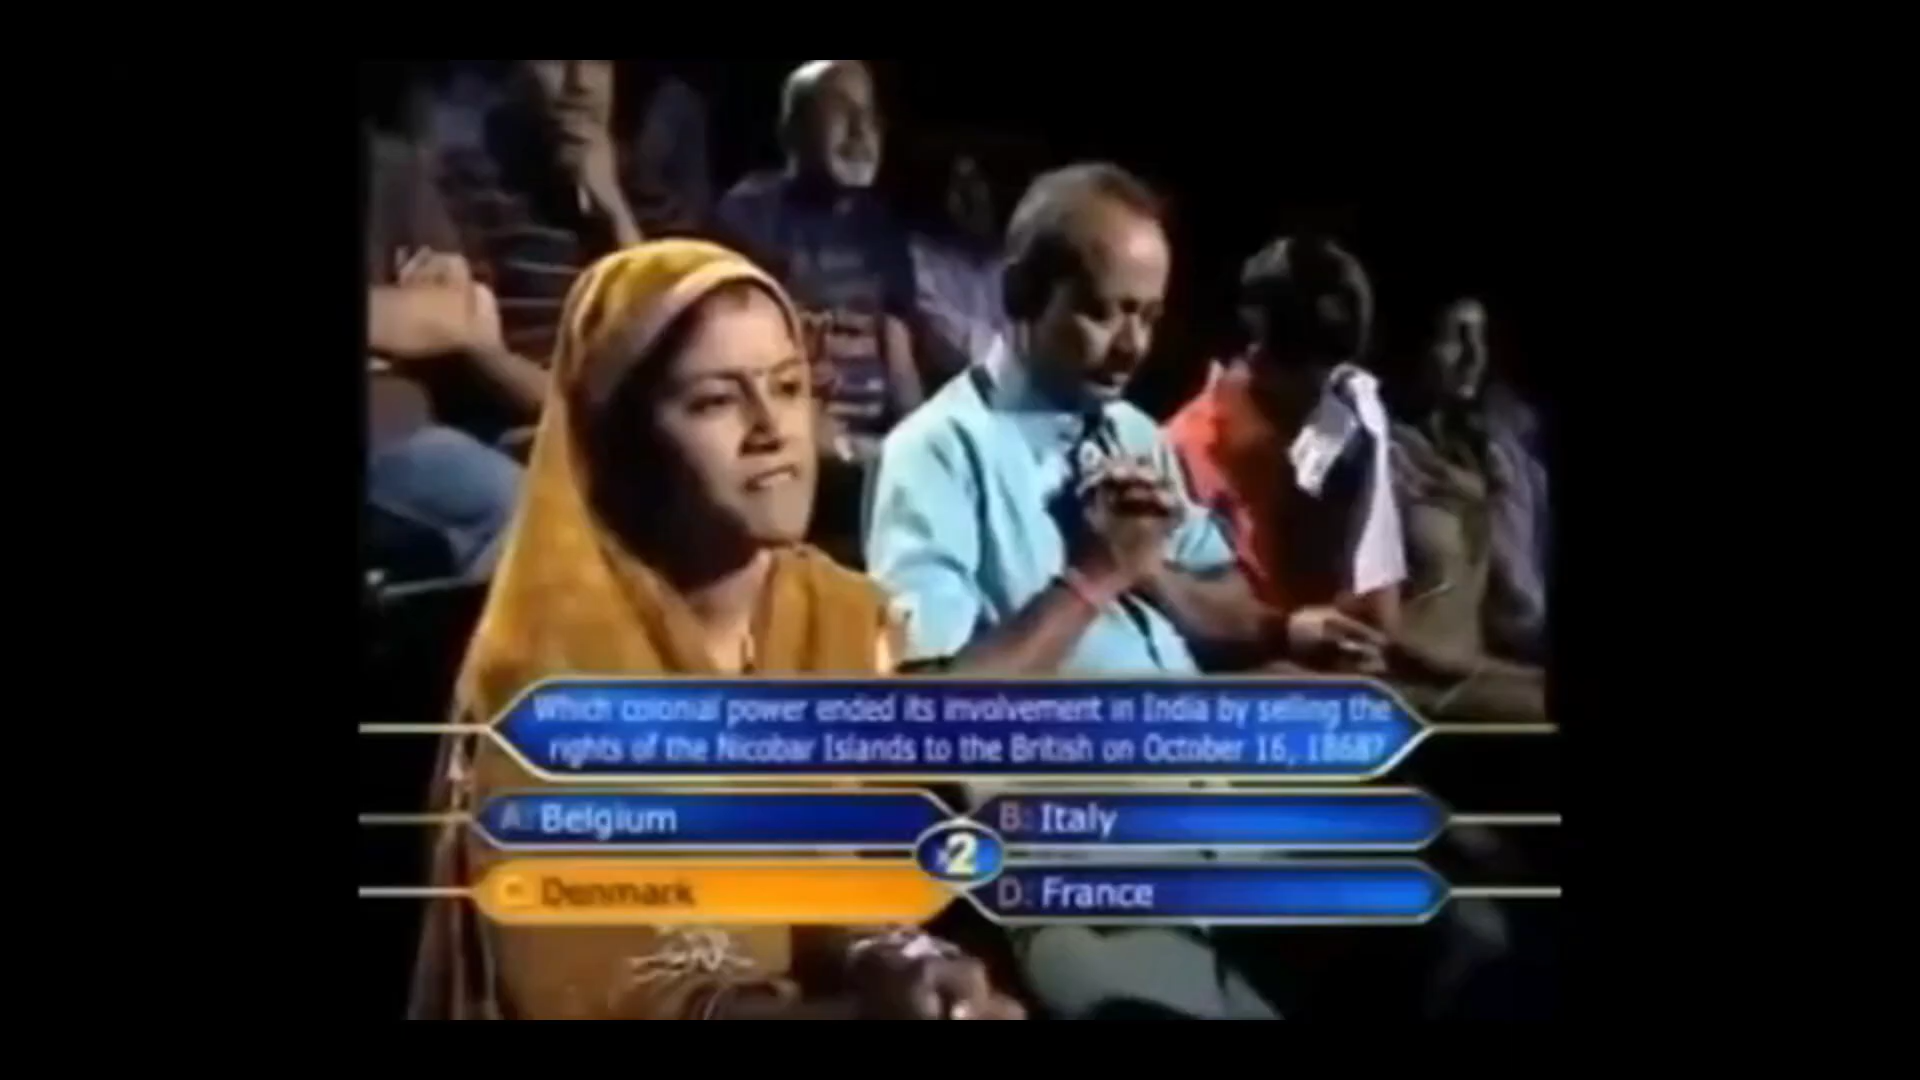 Which colonial power ended its involvement in India by selling the
rights of the Nicobar Islands to the British on October 16, 1868?
A: Belgium
B: Italy
x2
Denmark
D: France